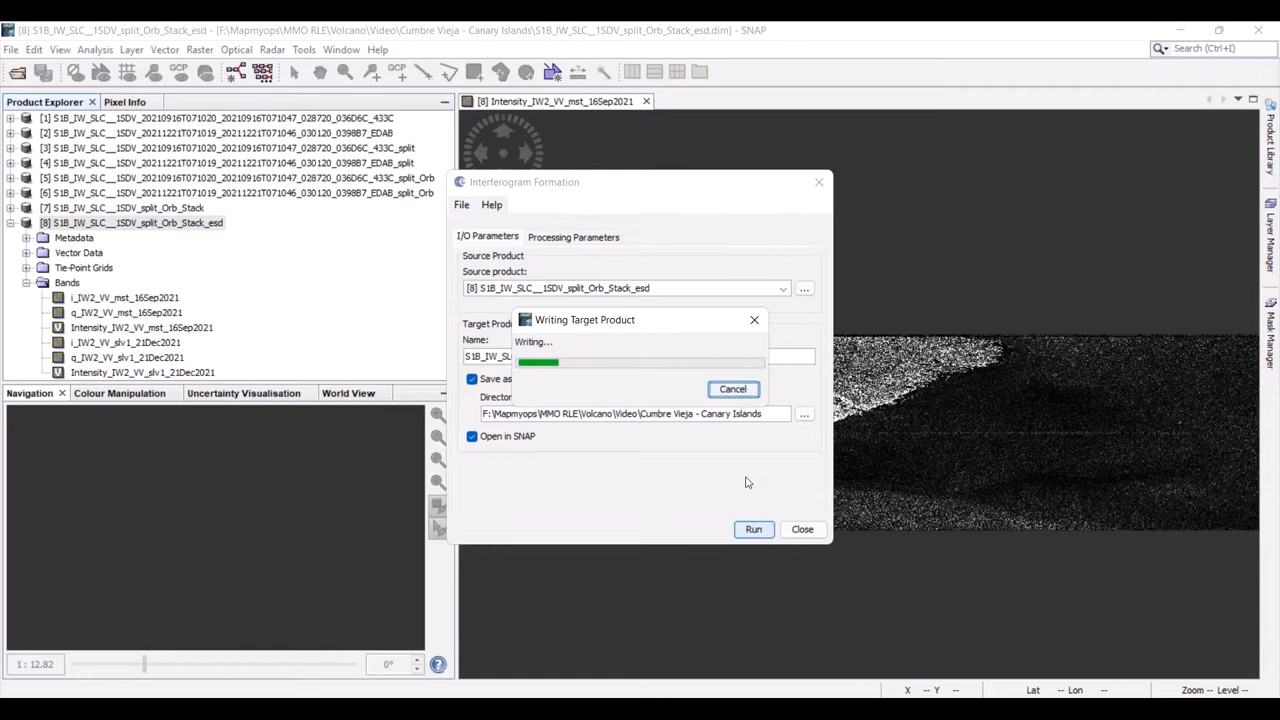 [8] S1B_IW_SLC__1SDV_split_Orb_Stack_esd - [F:\Mapmyops\MMO RLE\Volcano\Video\Cumbre Vieja - Canary Islands\S1B_IW_SLC__1SDV_split_Orb_Stack_esd.dim] - SNAP
File Edit View Analysis Layer Vector Raster Optical Radar Tools Window Help
Search (Ctrl+I)
GCP GCP
Product Explorer Pixel Info
[8] Intensity_IW2_VV_mst_16Sep2021
[1] S1B_IW_SLC__1SDV_20210916T071020_20210916T071047_028720_036D6C_433C
[2] S1B_IW_SLC__1SDV_20211221T071019_20211221T071046_030120_0398B7_EDAB
[3] S1B_IW_SLC__1SDV_20210916T071020_20210916T071047_028720_036D6C_433C_split
[4] S1B_IW_SLC__1SDV_20211221T071019_20211221T071046_030120_0398B7_EDAB_split
[5] S1B_IW_SLC__1SDV_20210916T071020_20210916T071047_028720_036D6C_433C_split_Orb
[6] S1B_IW_SLC__1SDV_20211221T071019_20211221T071046_030120_0398B7_EDAB_split_Orb
[7] S1B_IW_SLC__1SDV_split_Orb_Stack
[8] S1B_IW_SLC__1SDV_split_Orb_Stack_esd
Metadata
Vector Data
Tie-Point Grids
Bands
i_IW2_VV_mst_16Sep2021
q_IW2_VV_mst_16Sep2021
Intensity_IW2_VV_mst_16Sep2021
i_IW2_VV_slv1_21Dec2021
q_IW2_VV_slv1_21Dec2021
Intensity_IW2_VV_slv1_21Dec2021
Navigation Colour Manipulation Uncertainty Visualisation World View
1 : 12.82
0°
Interferogram Formation
File Help
I/O Parameters Processing Parameters
Source Product
Source product:
[8] S1B_IW_SLC__1SDV_split_Orb_Stack_esd
...
Target Produ
Name:
S1B_IW_SL
Save as
Director
F:\Mapmyops\MMO RLE\Volcano\Video\Cumbre Vieja - Canary Islands
...
Open in SNAP
Run Close
Writing Target Product
Writing...
Cancel
Product Library
Layer Manager
Mask Manager
X -- Y -- Lat -- Lon -- Zoom -- Level --